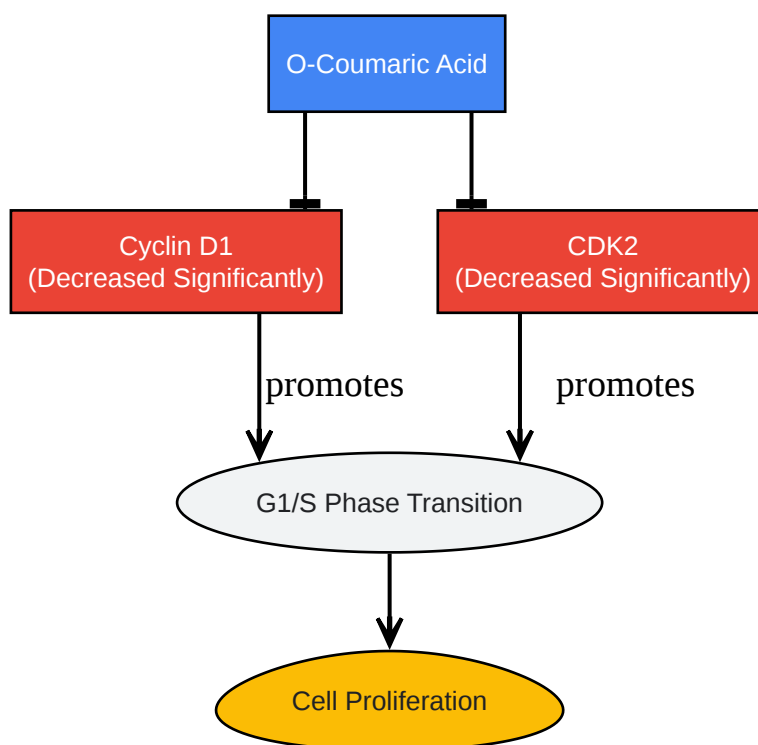 O-Coumaric Acid
Cyclin D1
(Decreased Significantly)
CDK2
(Decreased Significantly)
promotes
promotes
G1/S Phase Transition
Cell Proliferation